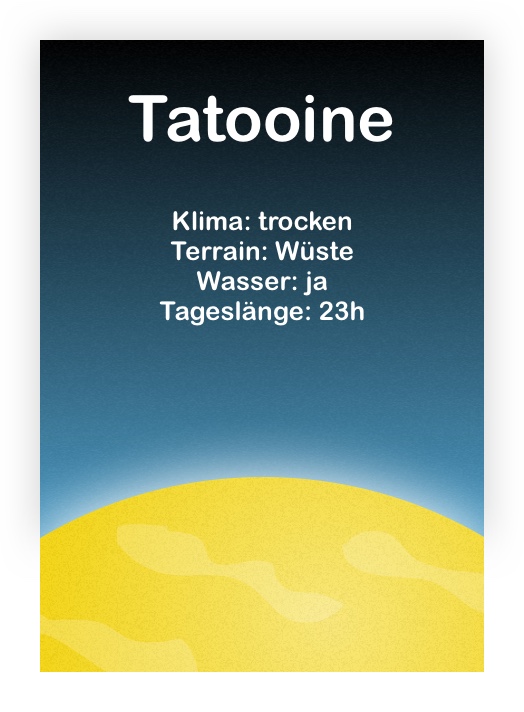 Tatooine
Klima: trocken
Terrain: Wüste
Wasser: ja
Tageslänge: 23h